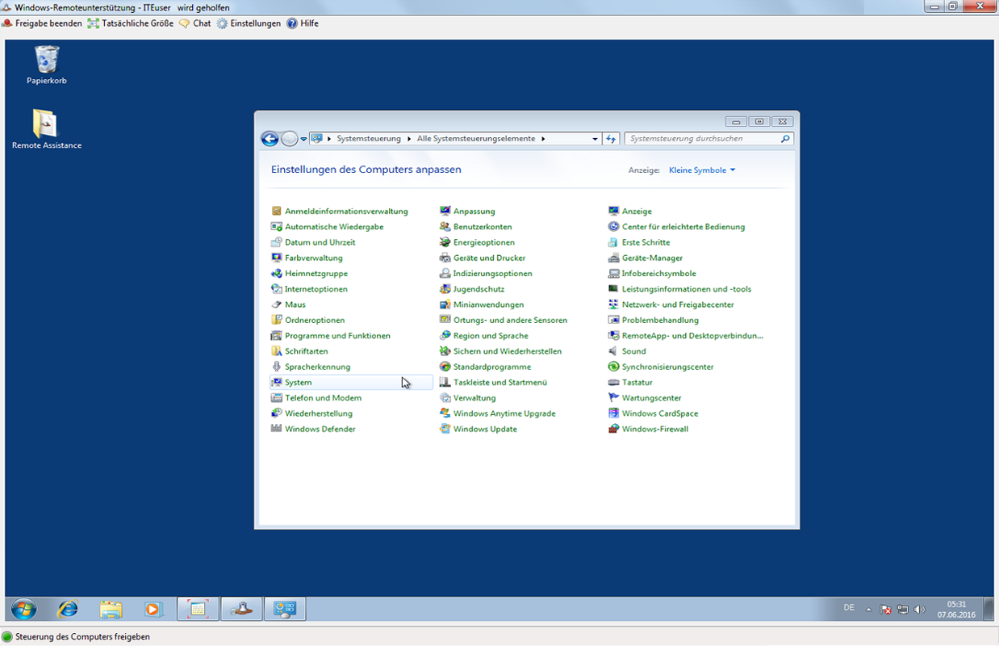 Windows-Remoteunterstützung - ITEuser wird geholfen
Freigabe beenden Tatsächliche Größe Chat Einstellungen Hilfe
Papierkorb
Remote Assistance
Systemsteuerung Alle Systemsteuerungselemente Systemsteuerung durchsuchen
Einstellungen des Computers anpassen Anzeige: Kleine Symbole
Anmeldeinformationsverwaltung Anpassung Anzeige
Automatische Wiedergabe Benutzerkonten Center für erleichterte Bedienung
Datum und Uhrzeit Energieoptionen Erste Schritte
Farbverwaltung Geräte und Drucker Geräte-Manager
Heimnetzgruppe Indizierungsoptionen Infobereichsymbole
Internetoptionen Jugendschutz Leistungsinformationen und -tools
Maus Minianwendungen Netzwerk- und Freigabecenter
Ordneroptionen Ortungs- und andere Sensoren Problembehandlung
Programme und Funktionen Region und Sprache RemoteApp- und Desktopverbindun...
Schriftarten Sichern und Wiederherstellen Sound
Spracherkennung Standardprogramme Synchronisierungscenter
System Taskleiste und Startmenü Tastatur
Telefon und Modem Verwaltung Wartungscenter
Wiederherstellung Windows Anytime Upgrade Windows CardSpace
Windows Defender Windows Update Windows-Firewall
DE 05:31
07.06.2016
Steuerung des Computers freigeben